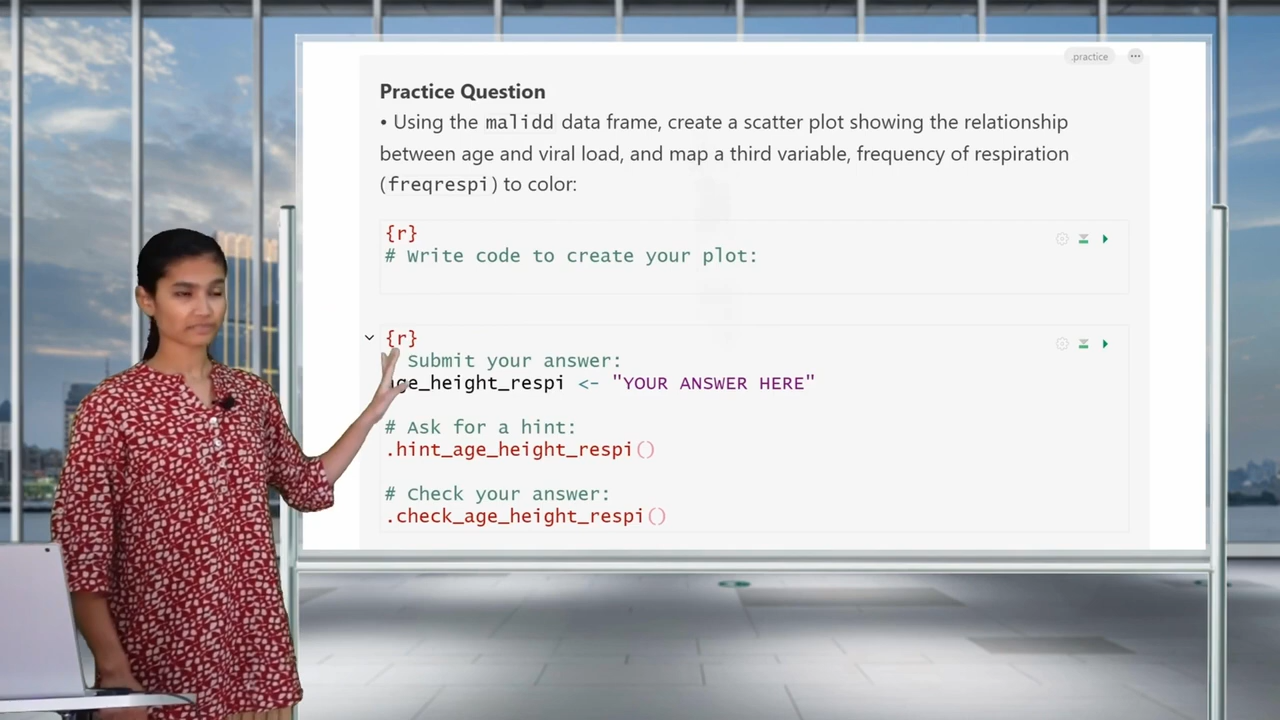 .practice
Practice Question
• Using the malidd data frame, create a scatter plot showing the relationship
between age and viral load, and map a third variable, frequency of respiration
(freqrespi) to color:
{r}
# Write code to create your plot:
{r}
Submit your answer:
age_height_respi <- "YOUR ANSWER HERE"
# Ask for a hint:
.hint_age_height_respi()
# Check your answer:
.check_age_height_respi()